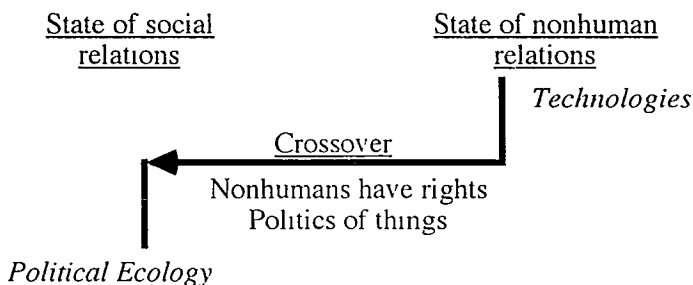 State of social
relations
State of nonhuman
relations
Technologies
Crossover
Nonhumans have rights
Politics of things
Political Ecology